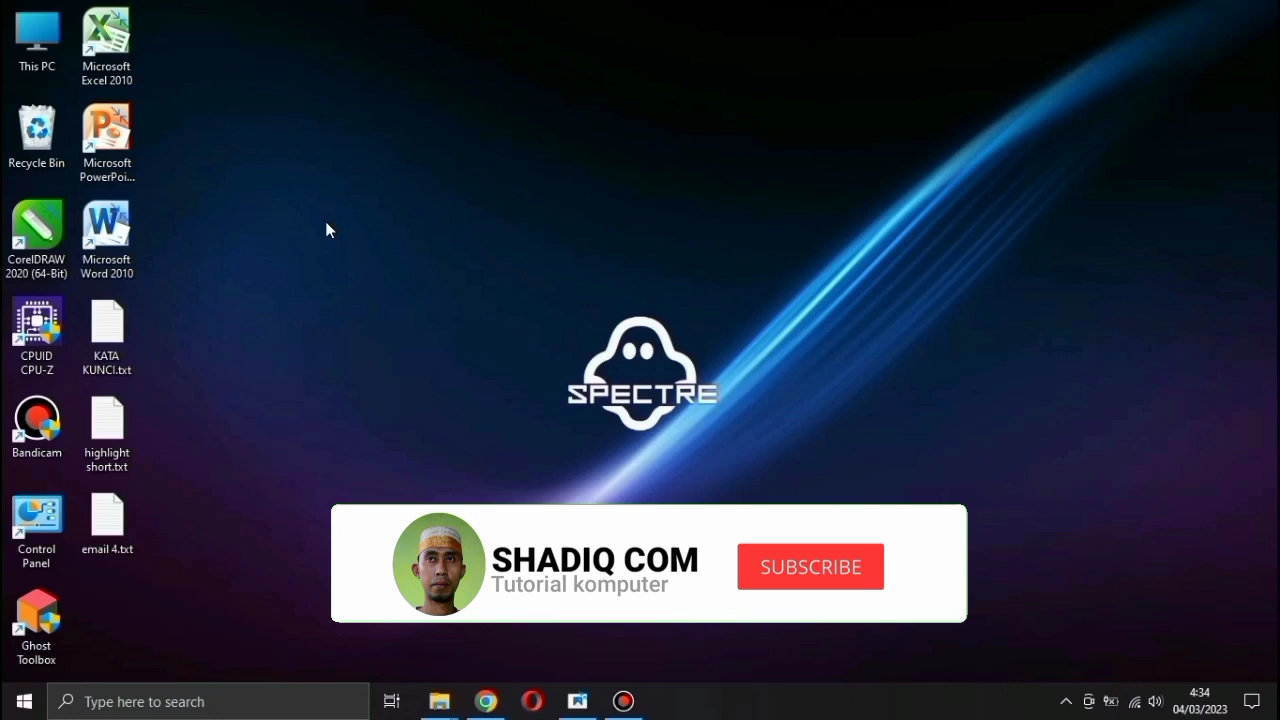 This PC
Microsoft
Excel 2010
Recycle Bin
Microsoft
PowerPoi...
CorelDRAW
2020 (64-Bit)
Microsoft
Word 2010
CPUID
CPU-Z
KATA
KUNCI.txt
Bandicam
highlight
short.txt
Control
Panel
email 4.txt
Ghost
Toolbox
SPECTRE
SHADIQ COM
Tutorial komputer
SUBSCRIBE
Type here to search
4:34
04/03/2023